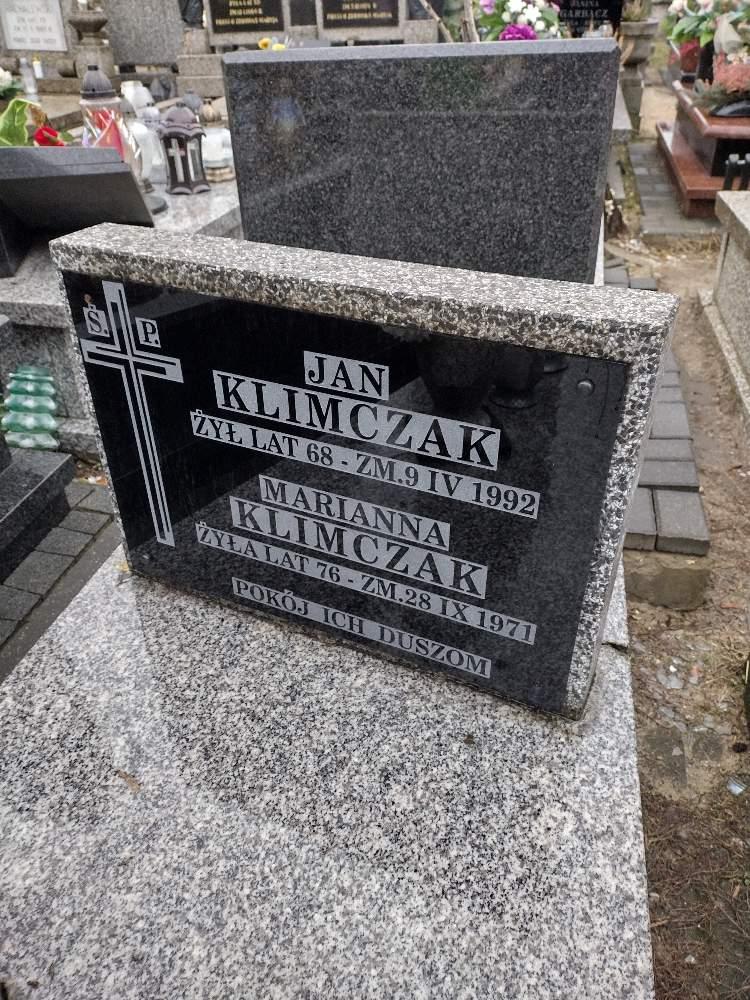 Ś. P.
JAN
KLIMCZAK
ŻYŁ LAT 68 - ZM.9 IV 1992
MARIANNA
KLIMCZAK
ŻYŁA LAT 76 - ZM.28 IX 1971
POKÓJ ICH DUSZOM
GARBACZ